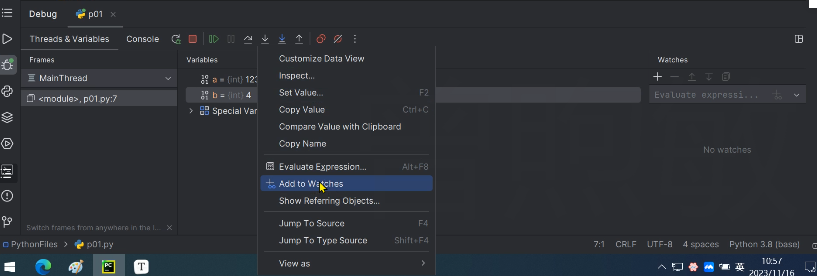 Debug
p01
Threads & Variables
Console
Frames
MainThread
<module>, p01.py:7
Switch frames from anywhere in the I...
Variables
a = {int} 123
b = {int} 4
Special Var
Customize Data View
Inspect...
Set Value... F2
Copy Value Ctrl+C
Compare Value with Clipboard
Copy Name
Evaluate Expression... Alt+F8
Add to Watches
Show Referring Objects...
Jump To Source F4
Jump To Type Source Shift+F4
View as
Watches
Evaluate expressi...
No watches
PythonFiles > p01.py
7:1 CRLF UTF-8 4 spaces Python 3.8 (base)
PC
T
英
10:57
2023/11/16